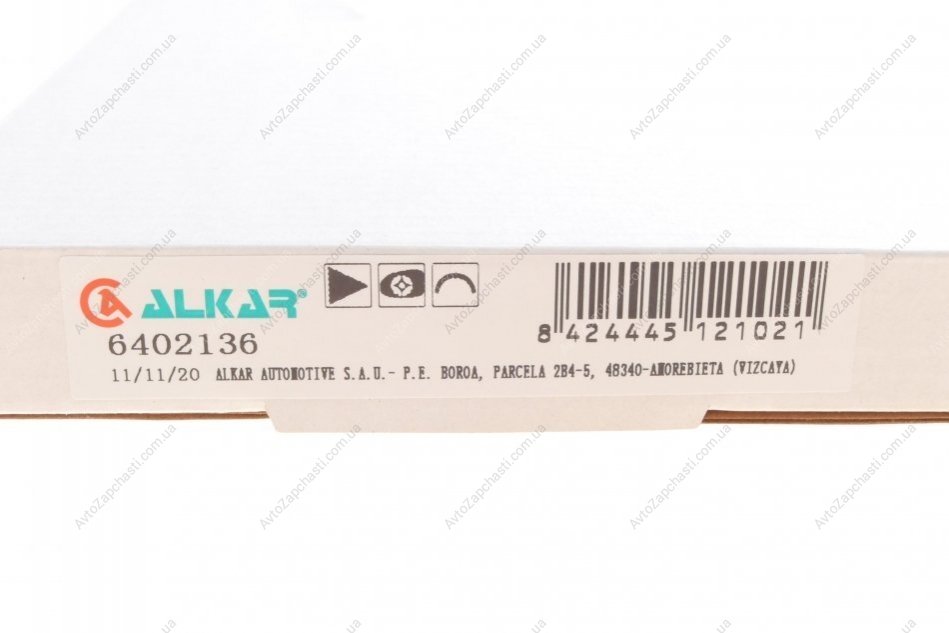 ALKAR®
6402136
8 424445 121021
11/11/20 ALKAR AUTOMOTIVE S.A.U.- P.E. BOROA, PARCELA 2B4-5, 48340-AMOREBIETA (VIZCAYA)
AvtoZapchasti.com.ua